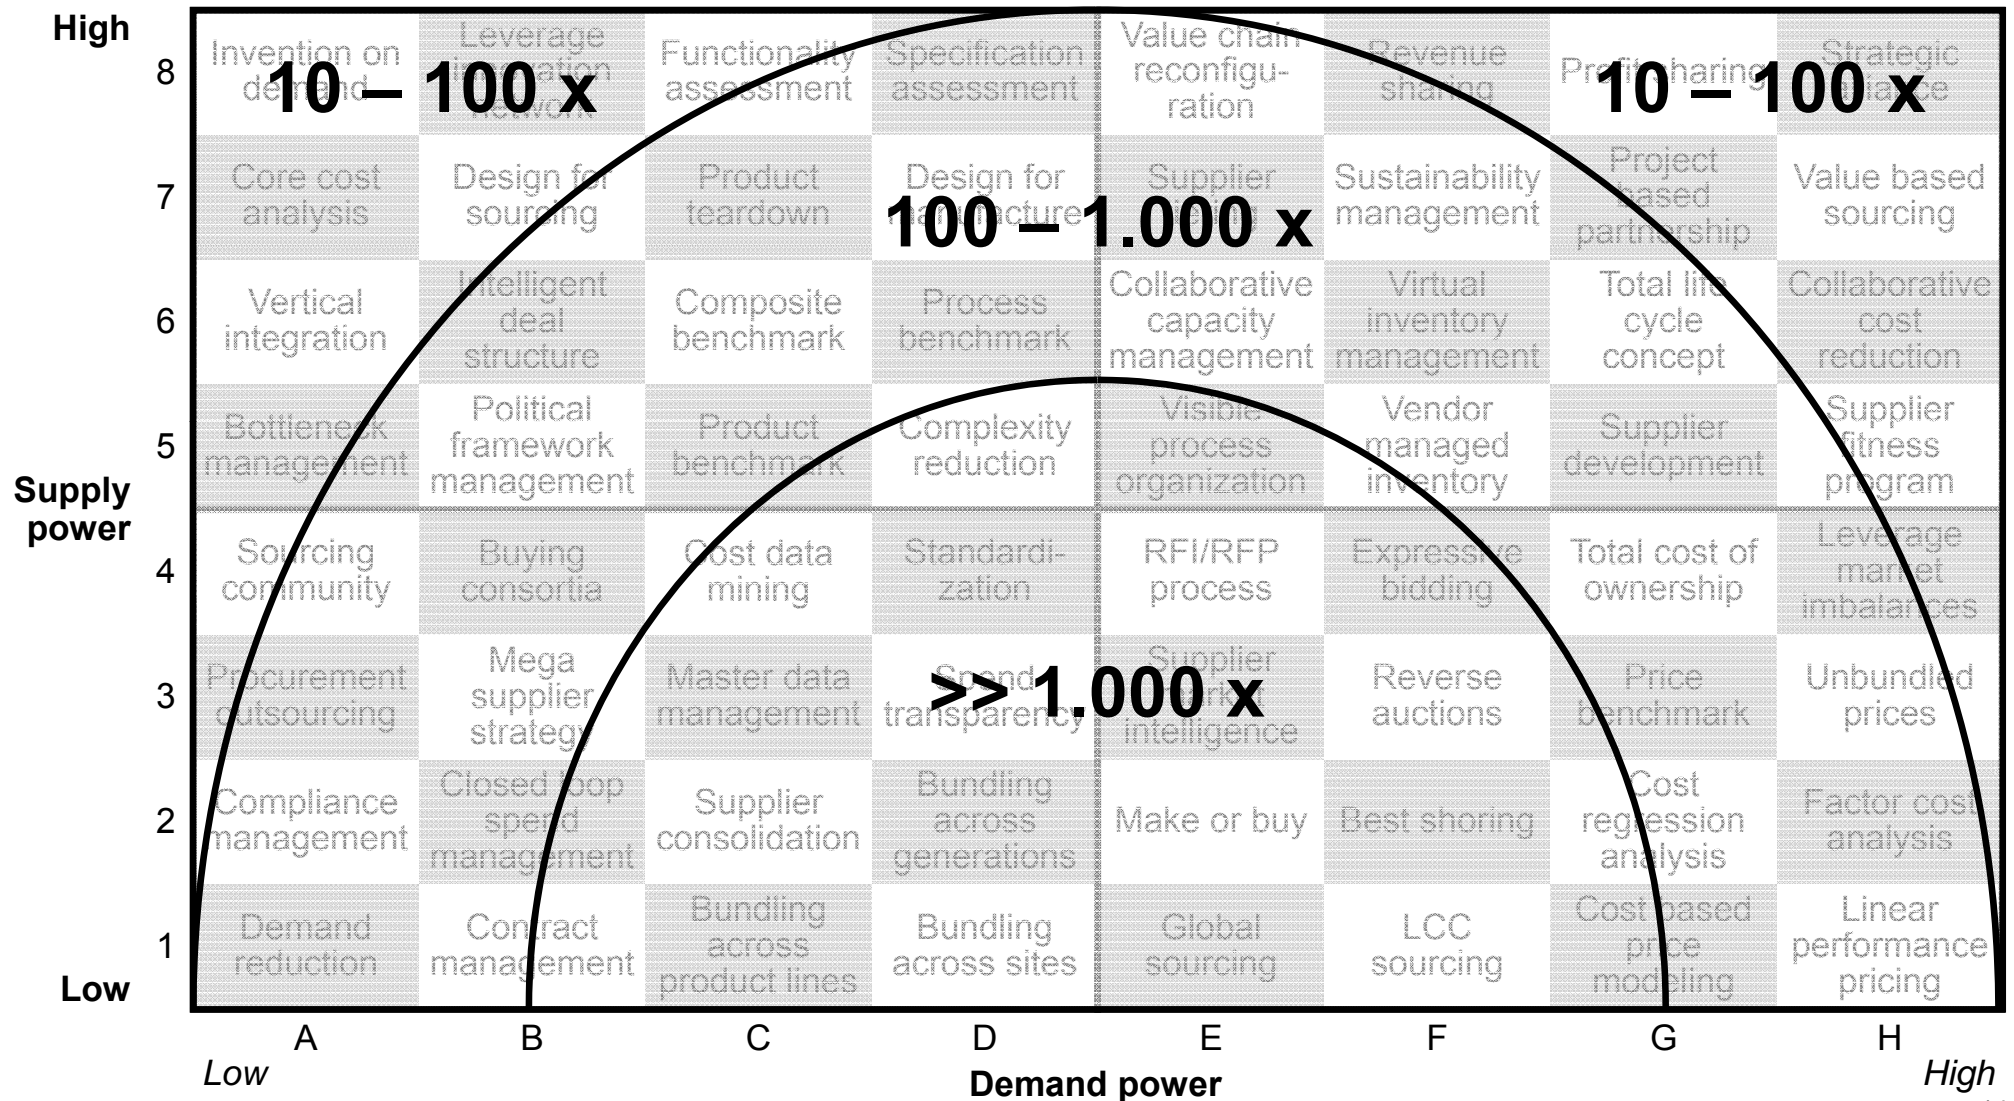 High
8
Invention on
demand
Leverage
innovation
network
Functionality
assessment
Specification
assessment
Value chain
reconfigu-
ration
Revenue
sharing
Profit sharing
Strategic
alliance
10 – 100 x
10 – 100 x
7
Core cost
analysis
Design for
sourcing
Product
teardown
Design for
manufacture
Supplier
Sustainability
management
Project
based
partnership
Value based
sourcing
100 – 1.000 x
6
Vertical
integration
Intelligent
deal
structure
Composite
benchmark
Process
benchmark
Collaborative
capacity
management
Virtual
inventory
management
Total life
cycle
concept
Collaborative
cost
reduction
5
Bottleneck
management
Political
framework
management
Product
benchmark
Complexity
reduction
Visible
process
organization
Vendor
managed
inventory
Supplier
development
Supplier
fitness
program
Supply
power
4
Sourcing
community
Buying
consortia
Cost data
mining
Standardi-
zation
RFI/RFP
process
Expressive
bidding
Total cost of
ownership
Leverage
market
imbalances
3
Procurement
outsourcing
Mega
supplier
strategy
Master data
management
Spend
transparency
Supplier
market
intelligence
Reverse
auctions
Price
benchmark
Unbundled
prices
>> 1.000 x
2
Compliance
management
Closed loop
spend
management
Supplier
consolidation
Bundling
across
generations
Make or buy
Best shoring
Cost
regression
analysis
Factor cost
analysis
1
Demand
reduction
Contract
management
Bundling
across
product lines
Bundling
across sites
Global
sourcing
LCC
sourcing
Cost based
price
modeling
Linear
performance
pricing
Low
A B C D E F G H
Low
Demand power
High